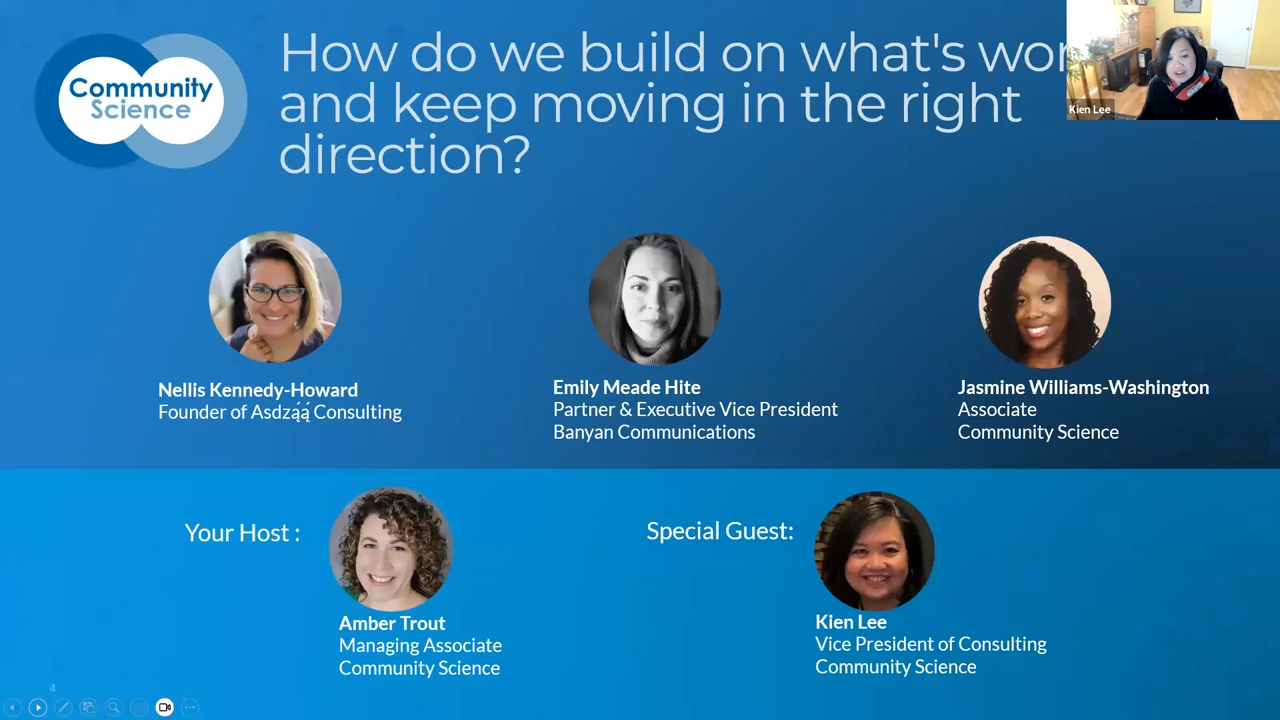 Community
Science
How do we build on what's wor
and keep moving in the right
direction?
Kien Lee
Nellis Kennedy-Howard
Founder of Asdzą́ą́ Consulting
Emily Meade Hite
Partner & Executive Vice President
Banyan Communications
Jasmine Williams-Washington
Associate
Community Science
Your Host :
Special Guest:
Amber Trout
Managing Associate
Community Science
Kien Lee
Vice President of Consulting
Community Science
4